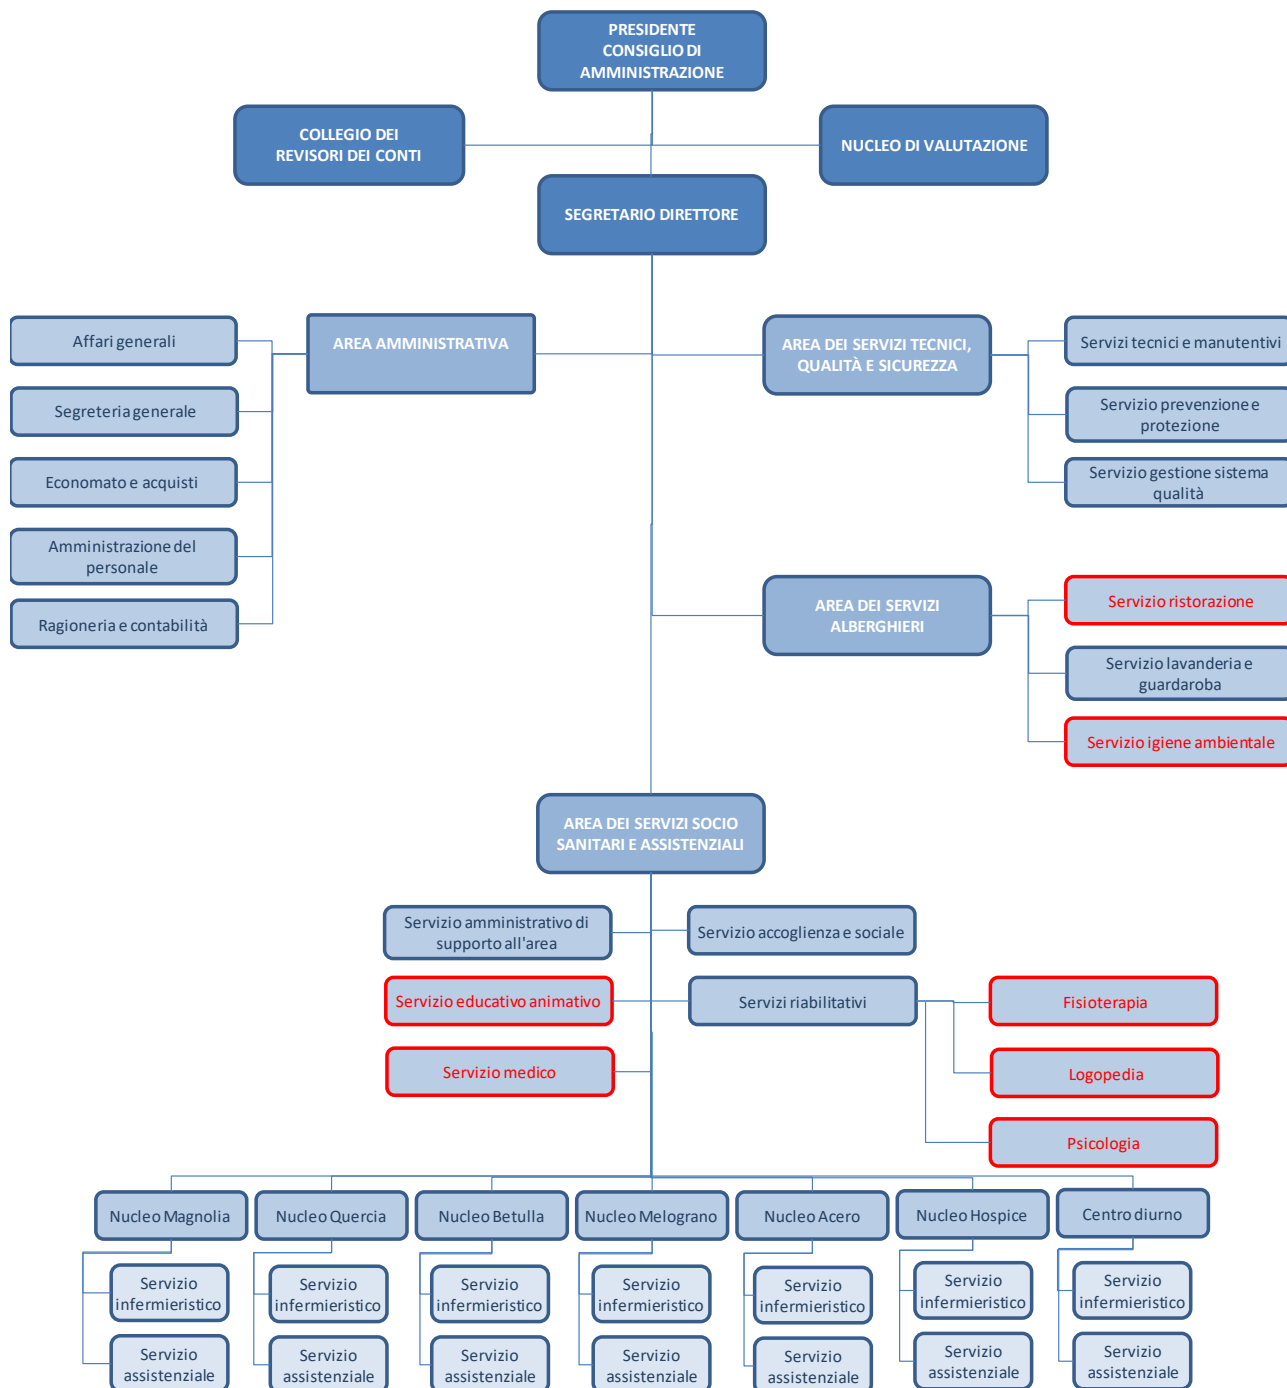 PRESIDENTE
CONSIGLIO DI
AMMINISTRAZIONE
COLLEGIO DEI
REVISORI DEI CONTI
NUCLEO DI VALUTAZIONE
SEGRETARIO DIRETTORE
AREA AMMINISTRATIVA
Affari generali
Segreteria generale
Economato e acquisti
Amministrazione del
personale
Ragioneria e contabilità
AREA DEI SERVIZI TECNICI,
QUALITÀ E SICUREZZA
Servizi tecnici e manutentivi
Servizio prevenzione e
protezione
Servizio gestione sistema
qualità
AREA DEI SERVIZI
ALBERGHIERI
Servizio ristorazione
Servizio lavanderia e
guardaroba
Servizio igiene ambientale
AREA DEI SERVIZI SOCIO
SANITARI E ASSISTENZIALI
Servizio amministrativo di
supporto all'area
Servizio accoglienza e sociale
Servizio educativo animativo
Servizi riabilitativi
Fisioterapia
Servizio medico
Logopedia
Psicologia
Nucleo Magnolia
Nucleo Quercia
Nucleo Betulla
Nucleo Melograno
Nucleo Acero
Nucleo Hospice
Centro diurno
Servizio
infermieristico
Servizio
infermieristico
Servizio
infermieristico
Servizio
infermieristico
Servizio
infermieristico
Servizio
infermieristico
Servizio
infermieristico
Servizio
assistenziale
Servizio
assistenziale
Servizio
assistenziale
Servizio
assistenziale
Servizio
assistenziale
Servizio
assistenziale
Servizio
assistenziale